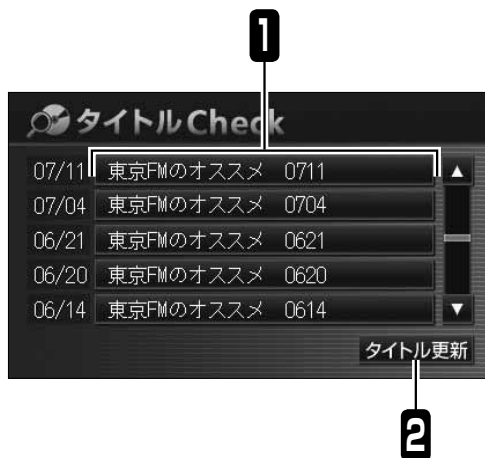 1
タイトルCheck
07/11 東京FMのオススメ 0711
07/04 東京FMのオススメ 0704
06/21 東京FMのオススメ 0621
06/20 東京FMのオススメ 0620
06/14 東京FMのオススメ 0614
タイトル更新
2